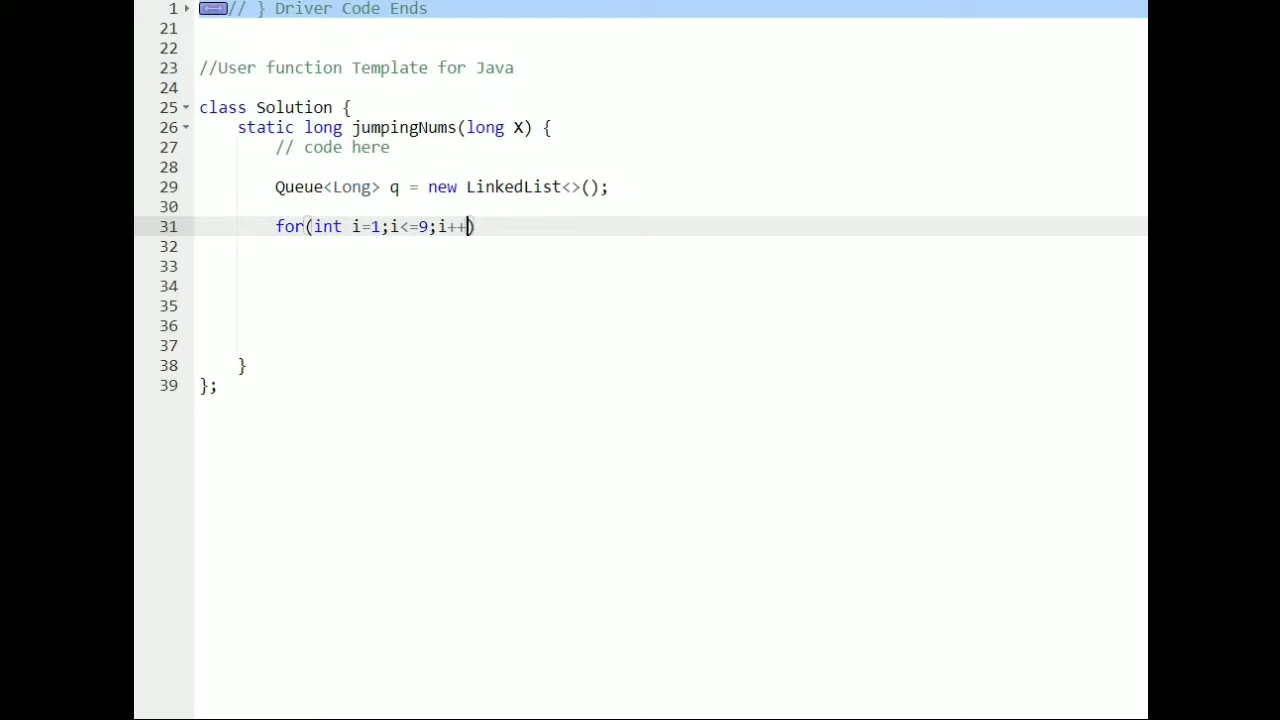 1 // } Driver Code Ends
21
22
23 //User function Template for Java
24
25 class Solution {
26 static long jumpingNums(long X) {
27 // code here
28
29 Queue<Long> q = new LinkedList<>();
30
31 for(int i=1;i<=9;i++)
32
33
34
35
36
37
38 }
39 };